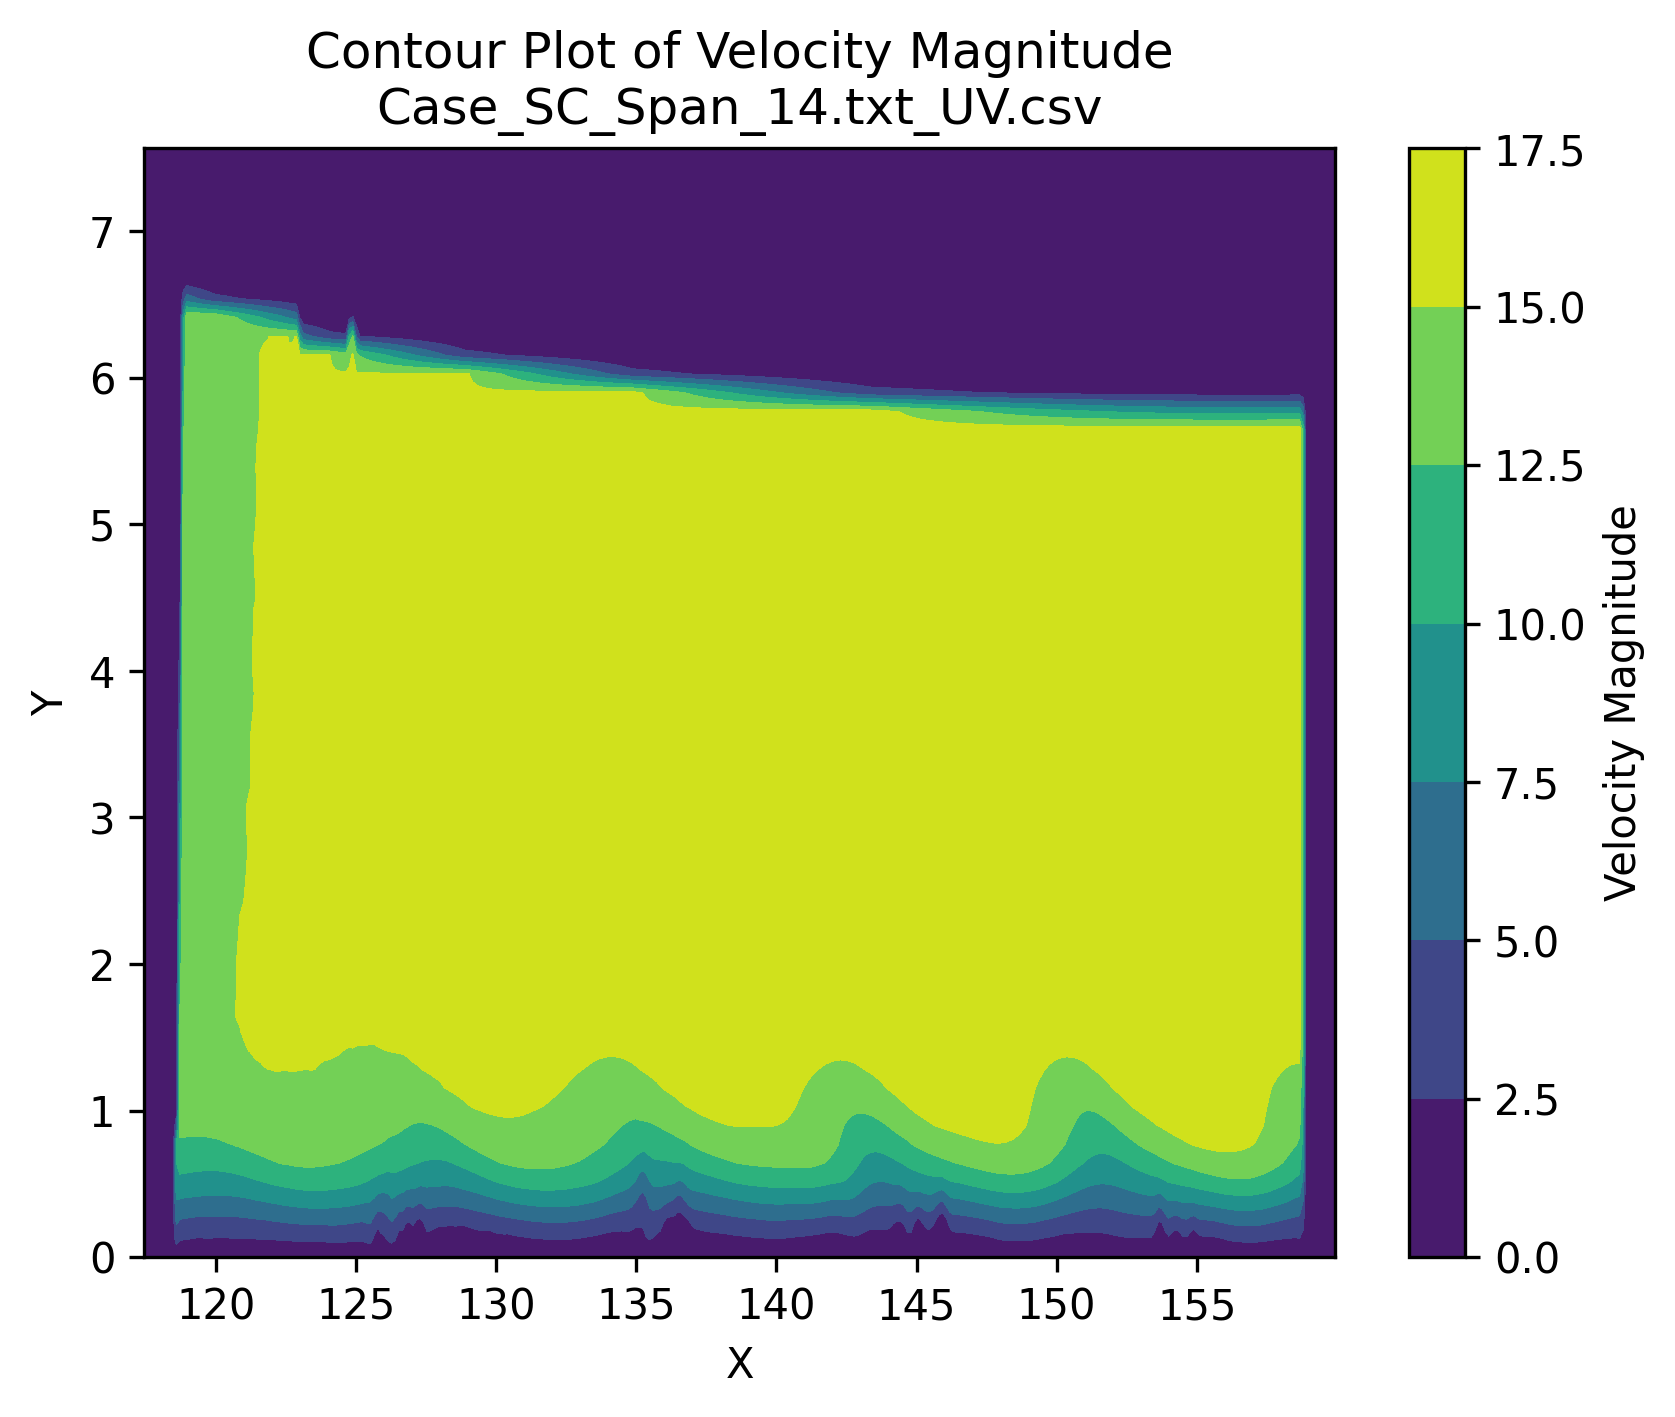 Contour Plot of Velocity Magnitude
Case_SC_Span_14.txt_UV.csv
Y
7
6
5
4
3
2
1
0
120 125 130 135 140 145 150 155
X
17.5
15.0
12.5
10.0
7.5
5.0
2.5
0.0
Velocity Magnitude